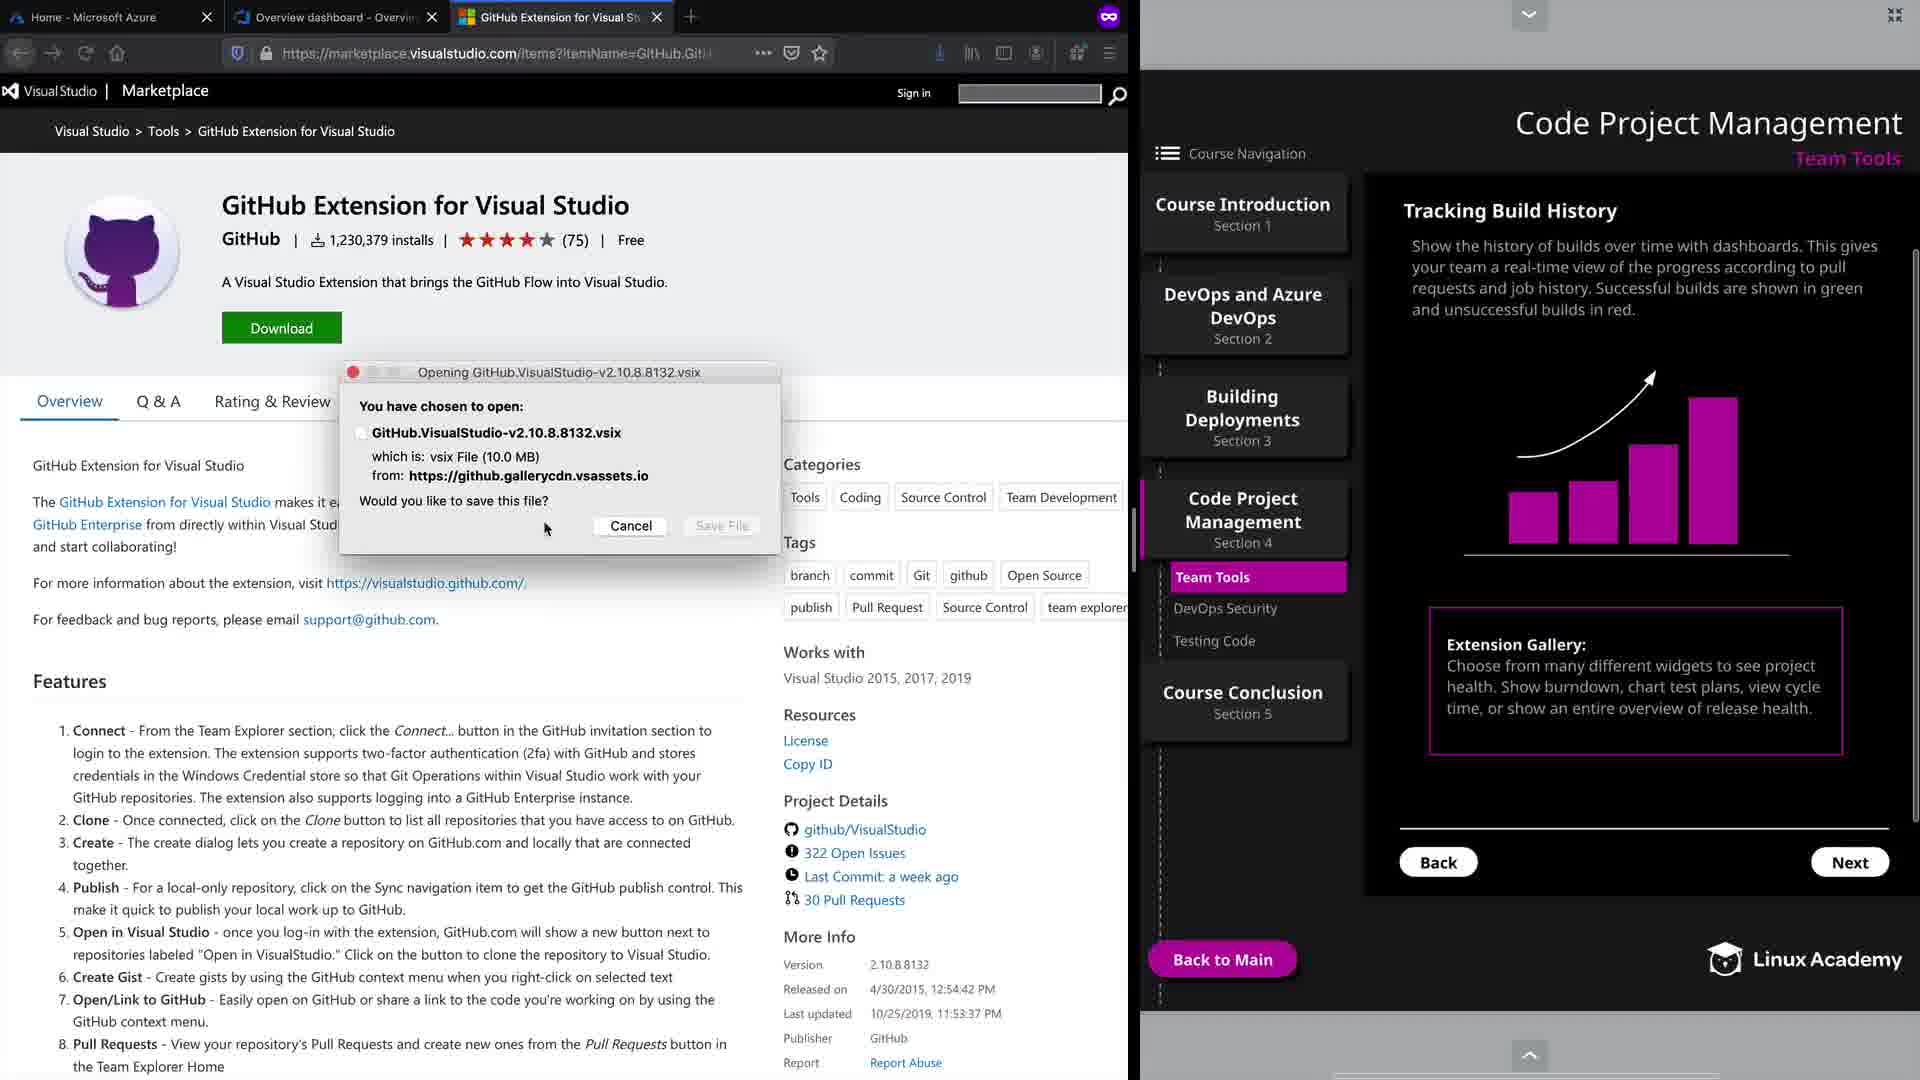 Home - Microsoft Azure
Overview dashboard - Overvie
GitHub Extension for Visual St
https://marketplace.visualstudio.com/items?itemName=GitHub.Git
Visual Studio | Marketplace
Sign in
Visual Studio > Tools > GitHub Extension for Visual Studio
GitHub Extension for Visual Studio
GitHub | 1,230,379 installs | (75) | Free
A Visual Studio Extension that brings the GitHub Flow into Visual Studio.
Download
Opening GitHub.VisualStudio-v2.10.8.8132.vsix
You have chosen to open:
GitHub.VisualStudio-v2.10.8.8132.vsix
which is: vsix File (10.0 MB)
from: https://github.gallerycdn.vsassets.io
Would you like to save this file?
Cancel
Save File
Overview
Q & A
Rating & Review
GitHub Extension for Visual Studio
The GitHub Extension for Visual Studio makes it ea
GitHub Enterprise from directly within Visual Stud
and start collaborating!
For more information about the extension, visit https://visualstudio.github.com/.
For feedback and bug reports, please email support@github.com.
Features
1. Connect - From the Team Explorer section, click the Connect... button in the GitHub invitation section to
login to the extension. The extension supports two-factor authentication (2fa) with GitHub and stores
credentials in the Windows Credential store so that Git Operations within Visual Studio work with your
GitHub repositories. The extension also supports logging into a GitHub Enterprise instance.
2. Clone - Once connected, click on the Clone button to list all repositories that you have access to on GitHub.
3. Create - The create dialog lets you create a repository on GitHub.com and locally that are connected
together.
4. Publish - For a local-only repository, click on the Sync navigation item to get the GitHub publish control. This
make it quick to publish your local work up to GitHub.
5. Open in Visual Studio - once you log-in with the extension, GitHub.com will show a new button next to
repositories labeled "Open in VisualStudio." Click on the button to clone the repository to Visual Studio.
6. Create Gist - Create gists by using the GitHub context menu when you right-click on selected text
7. Open/Link to GitHub - Easily open on GitHub or share a link to the code you're working on by using the
GitHub context menu.
8. Pull Requests - View your repository's Pull Requests and create new ones from the Pull Requests button in
the Team Explorer Home
Categories
Tools
Coding
Source Control
Team Development
Tags
branch
commit
Git
github
Open Source
publish
Pull Request
Source Control
team explorer
Works with
Visual Studio 2015, 2017, 2019
Resources
License
Copy ID
Project Details
github/VisualStudio
322 Open Issues
Last Commit: a week ago
30 Pull Requests
More Info
Version 2.10.8.8132
Released on 4/30/2015, 12:54:42 PM
Last updated 10/25/2019, 11:53:37 PM
Publisher GitHub
Report Report Abuse
Code Project Management
Team Tools
Course Navigation
Course Introduction
Section 1
DevOps and Azure
DevOps
Section 2
Building
Deployments
Section 3
Code Project
Management
Section 4
Team Tools
DevOps Security
Testing Code
Course Conclusion
Section 5
Back to Main
Tracking Build History
Show the history of builds over time with dashboards. This gives
your team a real-time view of the progress according to pull
requests and job history. Successful builds are shown in green
and unsuccessful builds in red.
Extension Gallery:
Choose from many different widgets to see project
health. Show burndown, chart test plans, view cycle
time, or show an entire overview of release health.
Back
Next
Linux Academy